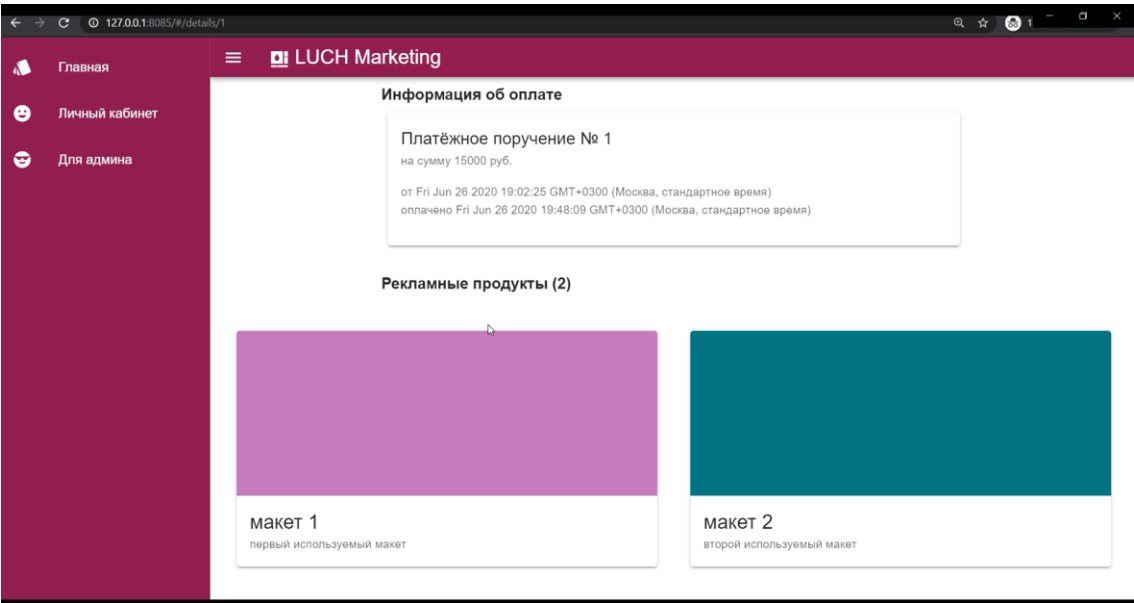 127.0.0.1:8085/#/details/1
1
LUCH Marketing
Главная
Личный кабинет
Для админа
Информация об оплате
Платёжное поручение № 1
на сумму 15000 руб.
от Fri Jun 26 2020 19:02:25 GMT+0300 (Москва, стандартное время)
оплачено Fri Jun 26 2020 19:48:09 GMT+0300 (Москва, стандартное время)
Рекламные продукты (2)
макет 1
первый используемый макет
макет 2
второй используемый макет